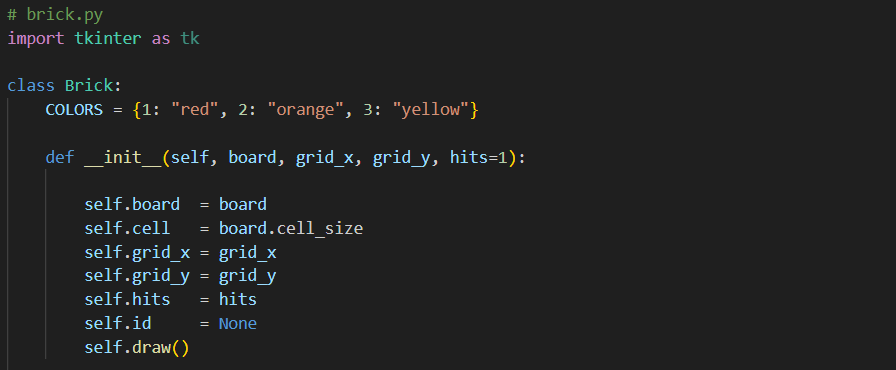 # brick.py
import tkinter as tk

class Brick:
    COLORS = {1: "red", 2: "orange", 3: "yellow"}

    def __init__(self, board, grid_x, grid_y, hits=1):

        self.board  = board
        self.cell   = board.cell_size
        self.grid_x = grid_x
        self.grid_y = grid_y
        self.hits   = hits
        self.id     = None
        self.draw()